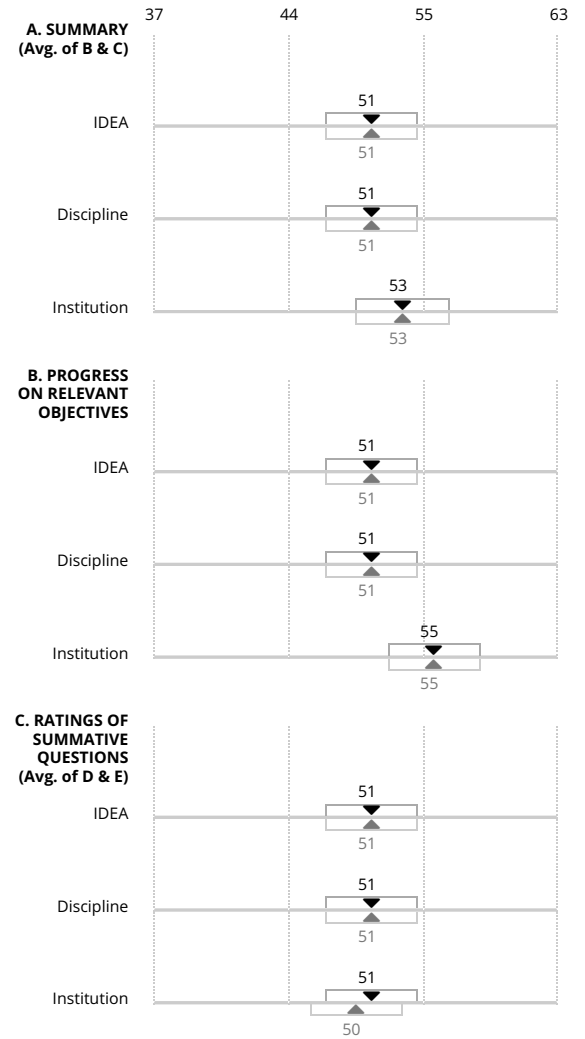 37 44 55 63
A. SUMMARY
(Avg. of B & C)
51
IDEA
51
51
Discipline
51
53
Institution
53
B. PROGRESS
ON RELEVANT
OBJECTIVES
51
IDEA
51
51
Discipline
51
55
Institution
55
C. RATINGS OF
SUMMATIVE
QUESTIONS
(Avg. of D & E)
51
IDEA
51
51
Discipline
51
51
Institution
50